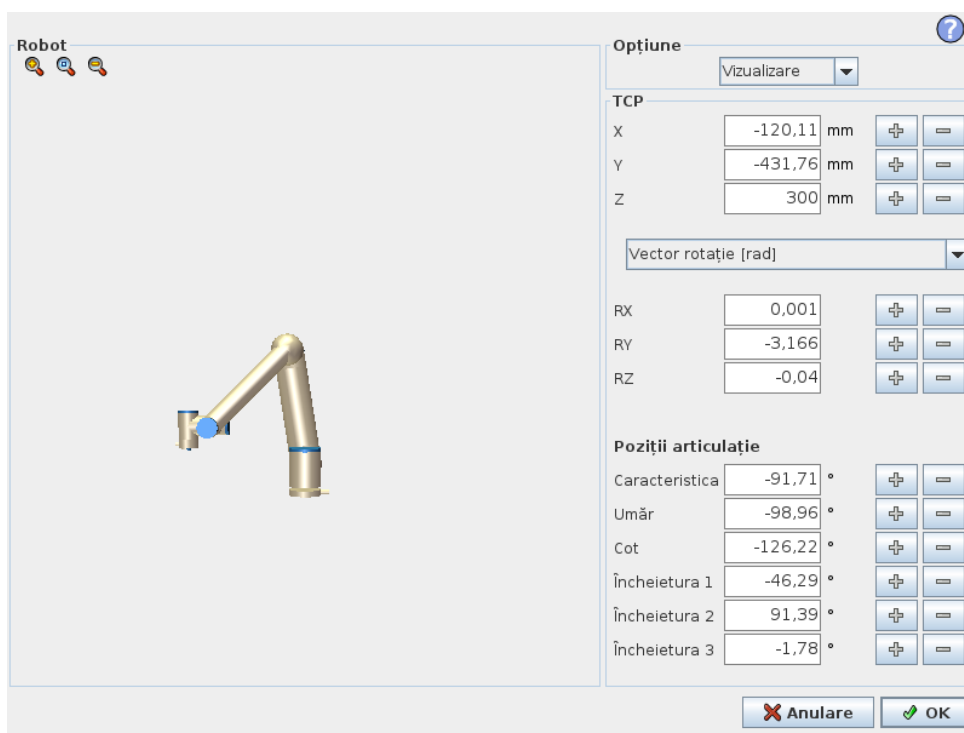 ?
Robot
Opțiune
Vizualizare
TCP
X -120,11 mm
Y -431,76 mm
Z 300 mm
Vector rotație [rad]
RX 0,001
RY -3,166
RZ -0,04
Poziții articulație
Caracteristica -91,71 °
Umăr -98,96 °
Cot -126,22 °
Încheietura 1 -46,29 °
Încheietura 2 91,39 °
Încheietura 3 -1,78 °
Anulare OK